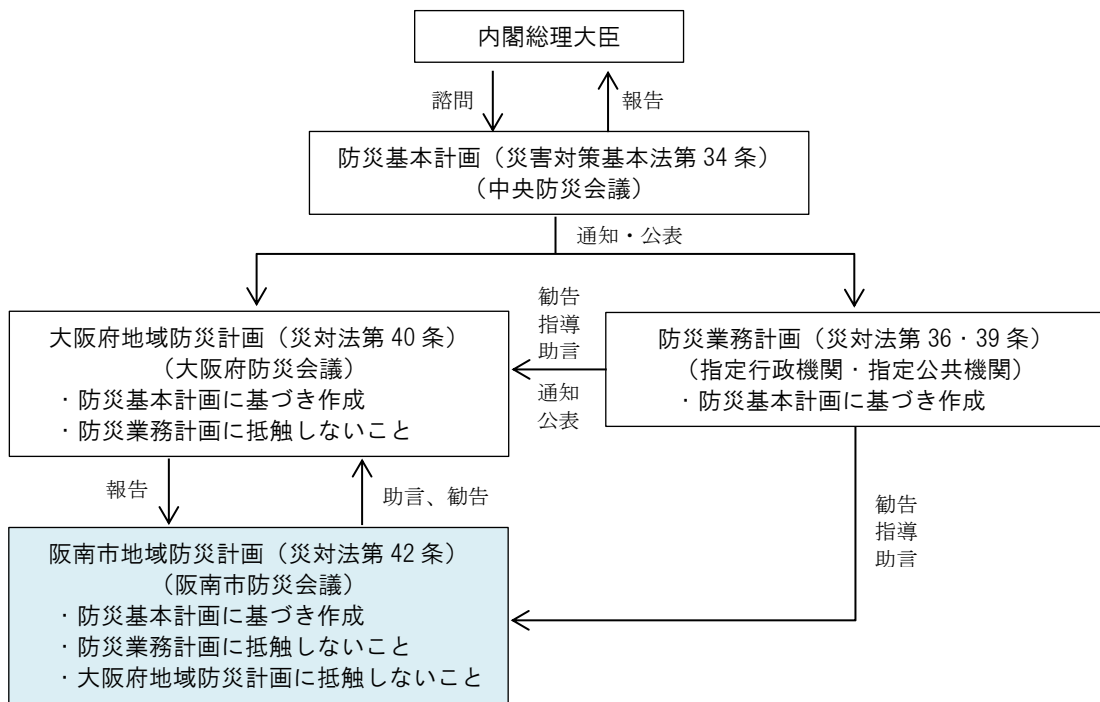 内閣総理大臣
諮問
報告
防災基本計画（災害対策基本法第 34 条）
（中央防災会議）
通知・公表
大阪府地域防災計画（災対法第 40 条）
（大阪府防災会議）
・防災基本計画に基づき作成
・防災業務計画に抵触しないこと
勧告
指導
助言
通知
公表
防災業務計画（災対法第 36・39 条）
（指定行政機関・指定公共機関）
・防災基本計画に基づき作成
報告
助言、勧告
勧告
指導
助言
阪南市地域防災計画（災対法第 42 条）
（阪南市防災会議）
・防災基本計画に基づき作成
・防災業務計画に抵触しないこと
・大阪府地域防災計画に抵触しないこと